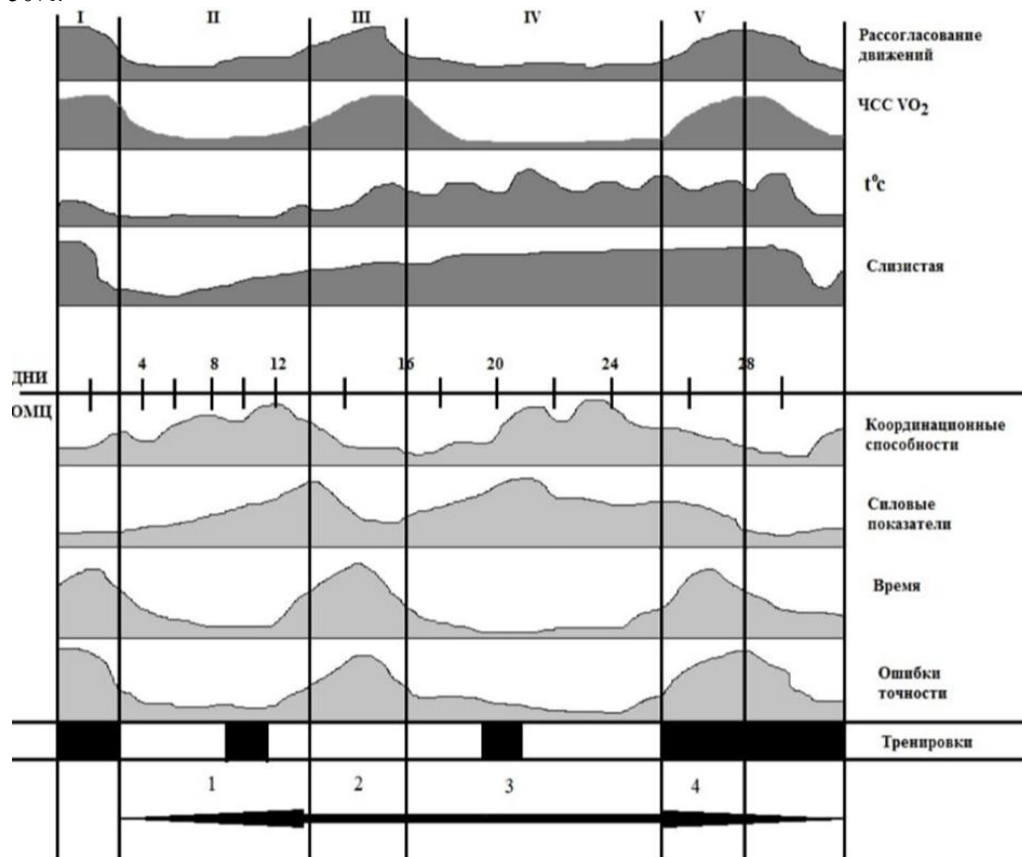 I II III IV V
Рассогласование
движений
ЧСС VO₂
t°c
Слизистая
4 8 12 16 20 24 28
ДНИ
ОМЦ
Координационные
способности
Силовые
показатели
Время
Ошибки
точности
Тренировки
1 2 3 4